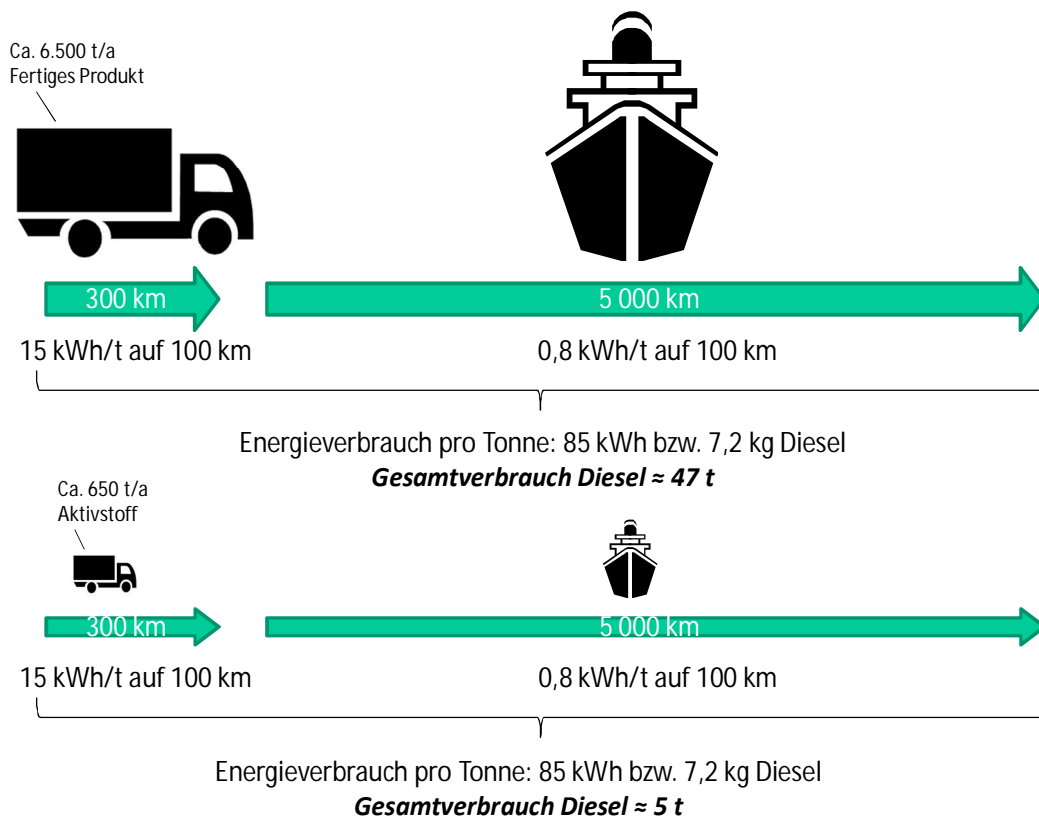 Ca. 6.500 t/a
Fertiges Produkt
300 km
5 000 km
15 kWh/t auf 100 km
0,8 kWh/t auf 100 km
Energieverbrauch pro Tonne: 85 kWh bzw. 7,2 kg Diesel
Gesamtverbrauch Diesel ≈ 47 t
Ca. 650 t/a
Aktivstoff
300 km
5 000 km
15 kWh/t auf 100 km
0,8 kWh/t auf 100 km
Energieverbrauch pro Tonne: 85 kWh bzw. 7,2 kg Diesel
Gesamtverbrauch Diesel ≈ 5 t